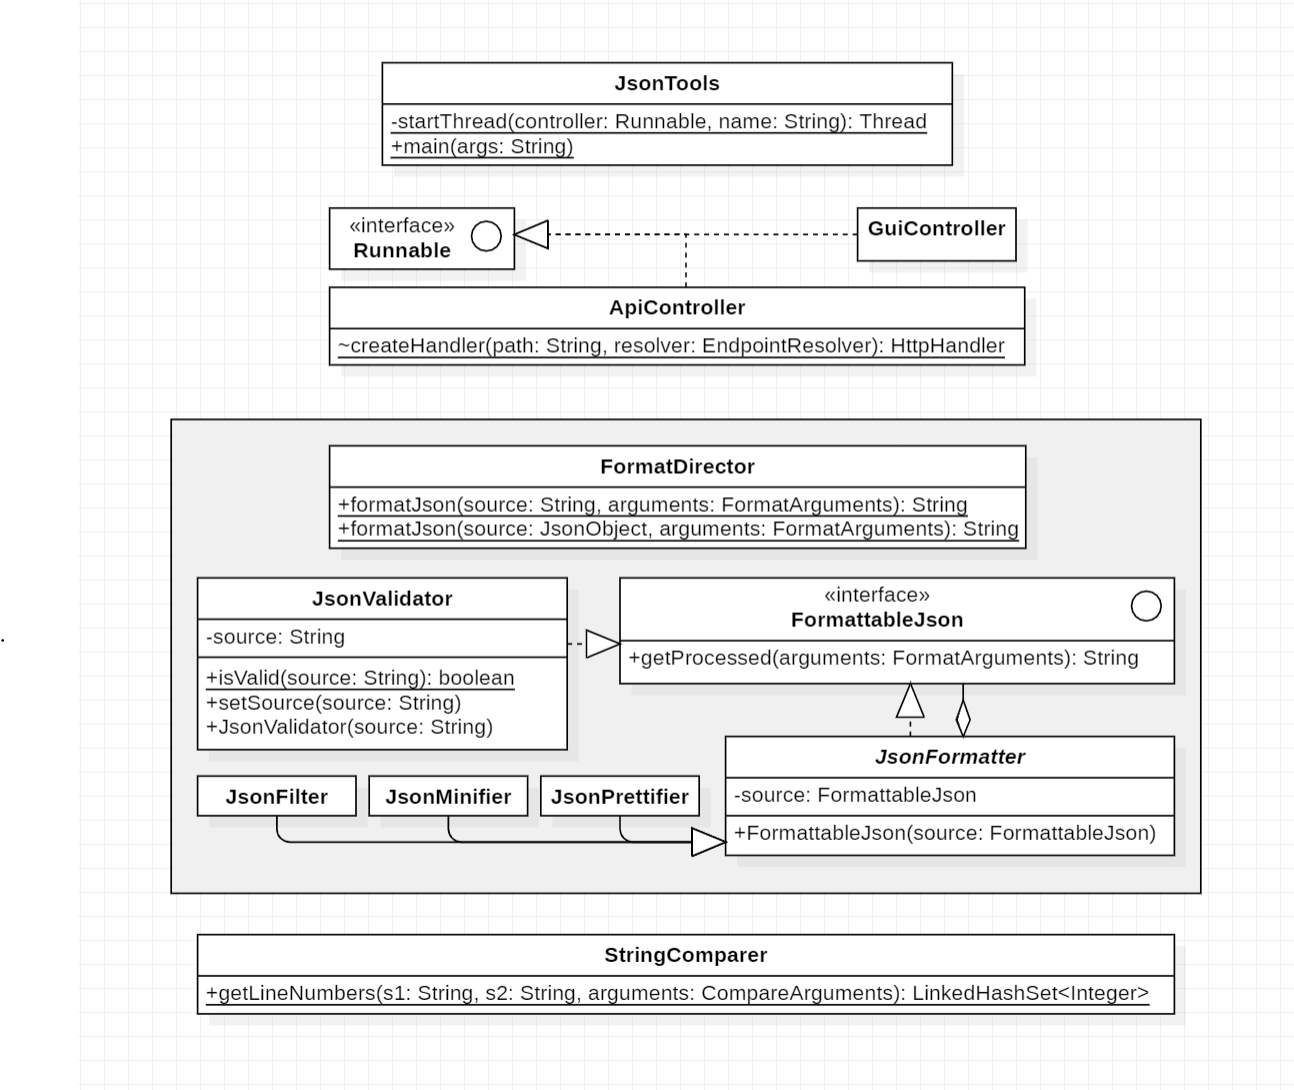 JsonTools
-startThread(controller: Runnable, name: String): Thread
+main(args: String)
«interface»
Runnable
GuiController
ApiController
~createHandler(path: String, resolver: EndpointResolver): HttpHandler
FormatDirector
+formatJson(source: String, arguments: FormatArguments): String
+formatJson(source: JsonObject, arguments: FormatArguments): String
JsonValidator
-source: String
+isValid(source: String): boolean
+setSource(source: String)
+JsonValidator(source: String)
«interface»
FormattableJson
+getProcessed(arguments: FormatArguments): String
JsonFormatter
-source: FormattableJson
+FormattableJson(source: FormattableJson)
JsonFilter
JsonMinifier
JsonPrettifier
StringComparer
+getLineNumbers(s1: String, s2: String, arguments: CompareArguments): LinkedHashSet<Integer>